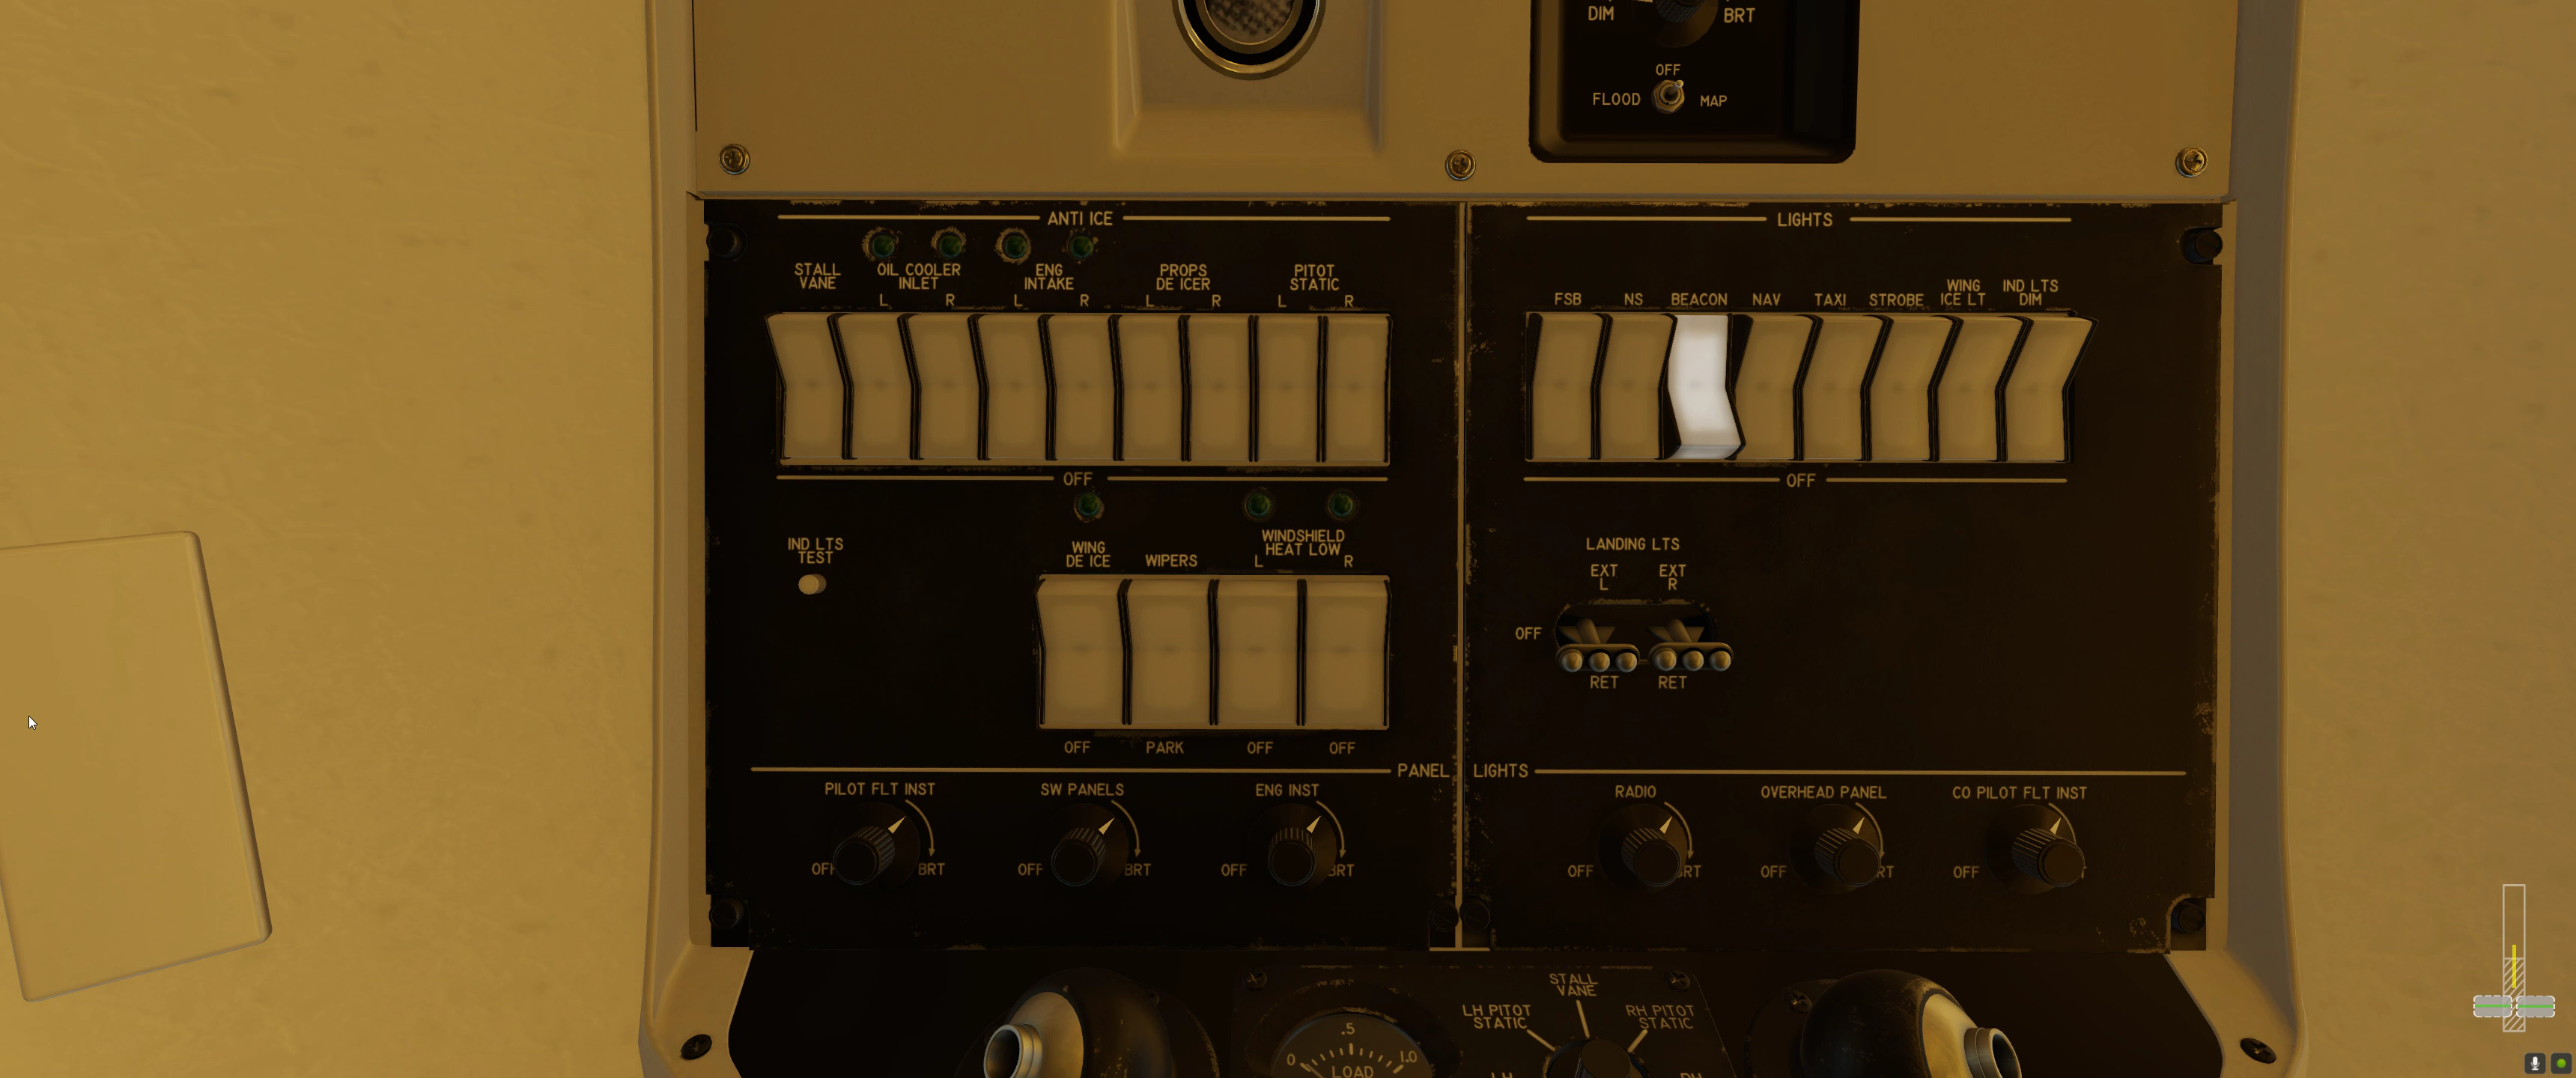 DIM
BRT
OFF
FLOOD
MAP
ANTI ICE
STALL
VANE
OIL COOLER
INLET
L R
ENG
INTAKE
L R
PROPS
DE ICER
L R
PITOT
STATIC
L R
OFF
IND LTS
TEST
WING
DE ICE
WIPERS
WINDSHIELD
HEAT LOW
L R
OFF PARK OFF OFF
LIGHTS
FSB NS BEACON NAV TAXI STROBE
WING
ICE LT
IND LTS
DIM
OFF
LANDING LTS
EXT EXT
L R
OFF
RET RET
PANEL LIGHTS
PILOT FLT INST
OFF BRT
SW PANELS
OFF BRT
ENG INST
OFF BRT
RADIO
OFF
OVERHEAD PANEL
OFF
CO PILOT FLT INST
OFF
STALL
VANE
LH PITOT
STATIC
RH PITOT
STATIC
LH
0 .5 1.0
LOAD